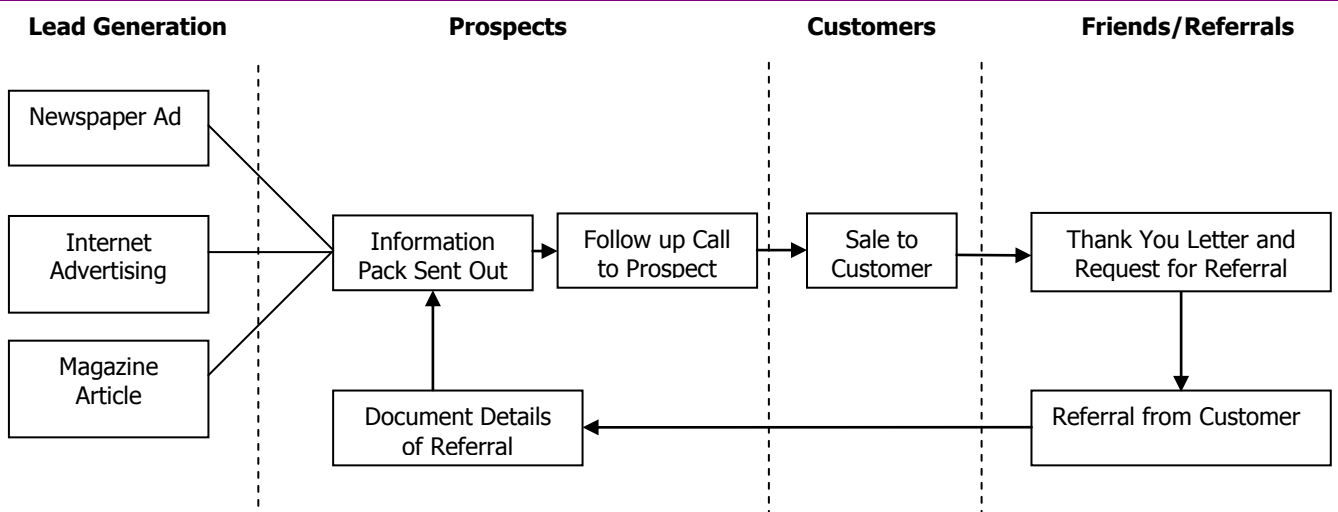 Lead Generation
Prospects
Customers
Friends/Referrals
Newspaper Ad
Internet
Advertising
Magazine
Article
Information
Pack Sent Out
Follow up Call
to Prospect
Sale to
Customer
Thank You Letter and
Request for Referral
Document Details
of Referral
Referral from Customer